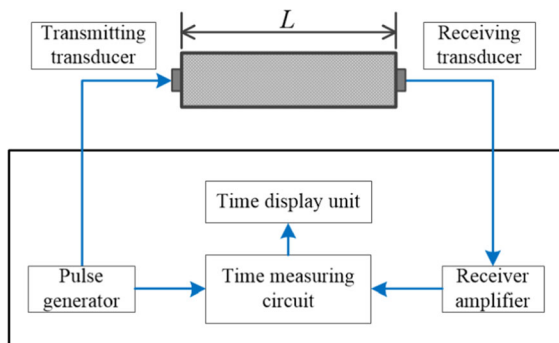 L
Transmitting
transducer
Receiving
transducer
Time display unit
Pulse
generator
Time measuring
circuit
Receiver
amplifier